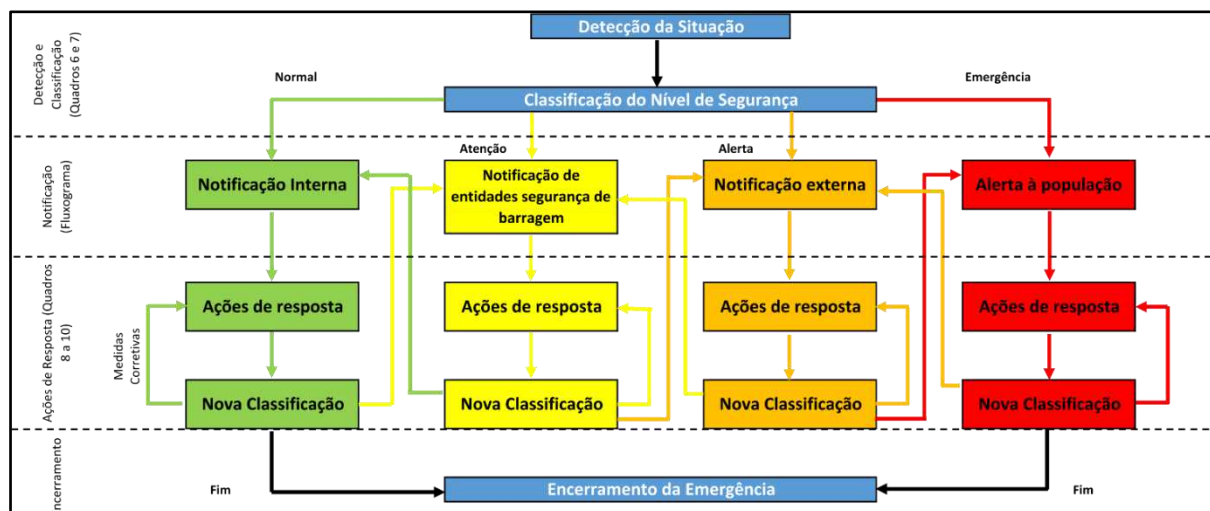 Detecção da Situação
Detecção e
Classificação
(Quadros 6 e 7)
Normal
Emergência
Classificação do Nível de Segurança
Notificação
(Fluxograma)
Atenção
Alerta
Notificação Interna
Notificação de
entidades segurança de
barragem
Notificação externa
Alerta à população
Ações de Resposta (Quadros
8 a 10)
Medidas
Corretivas
Ações de resposta
Ações de resposta
Ações de resposta
Ações de resposta
Nova Classificação
Nova Classificação
Nova Classificação
Nova Classificação
Encerramento
Fim
Encerramento da Emergência
Fim